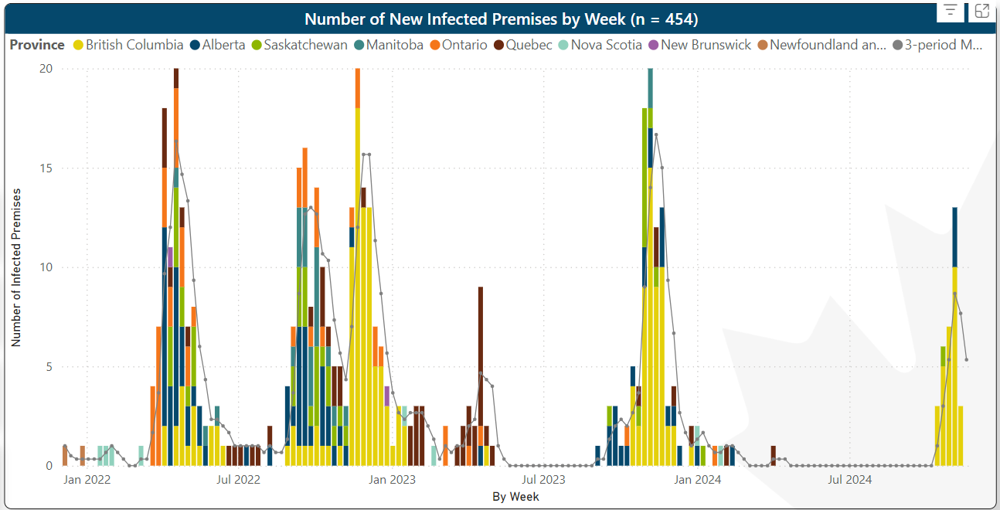 Number of New Infected Premises by Week (n = 454)
Province British Columbia Alberta Saskatchewan Manitoba Ontario Quebec Nova Scotia New Brunswick Newfoundland an... 3-period M...
Number of Infected Premises
20
15
10
5
0
Jan 2022 Jul 2022 Jan 2023 Jul 2023 Jan 2024 Jul 2024
By Week